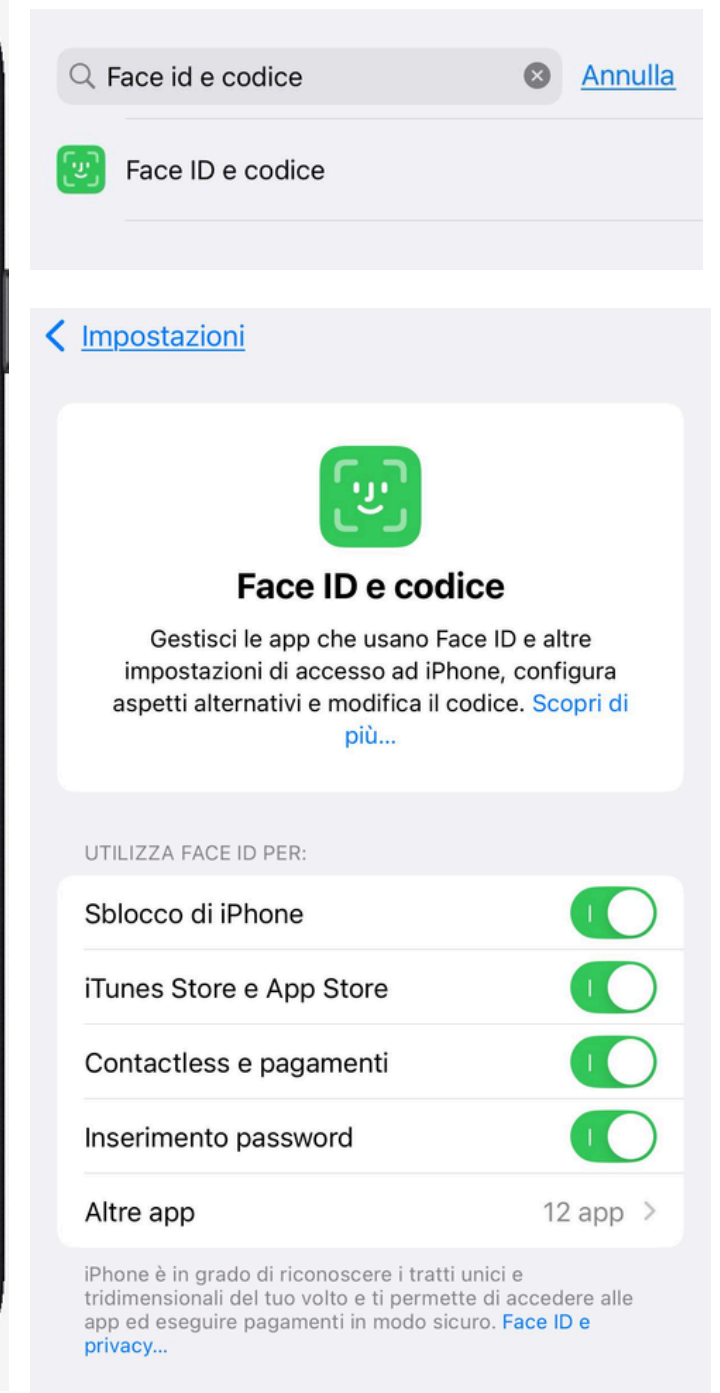 Face id e codice
Annulla
Face ID e codice
Impostazioni
Face ID e codice
Gestisci le app che usano Face ID e altre
impostazioni di accesso ad iPhone, configura
aspetti alternativi e modifica il codice. Scopri di
più...
UTILIZZA FACE ID PER:
Sblocco di iPhone
iTunes Store e App Store
Contactless e pagamenti
Inserimento password
Altre app
12 app
iPhone è in grado di riconoscere i tratti unici e
tridimensionali del tuo volto e ti permette di accedere alle
app ed eseguire pagamenti in modo sicuro. Face ID e
privacy...